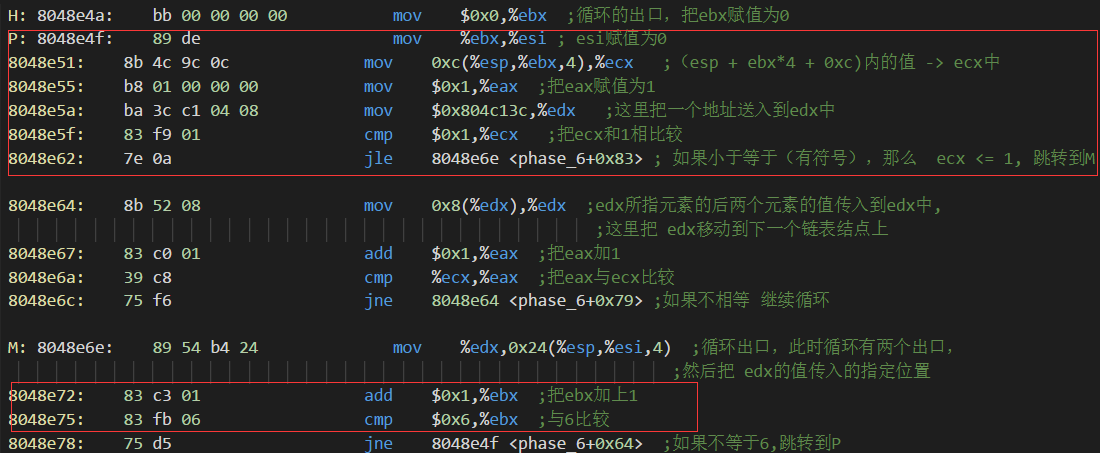 H: 8048e4a: bb 00 00 00 00 mov $0x0,%ebx ;循环的出口，把ebx赋值为0
P: 8048e4f: 89 de mov %ebx,%esi ; esi赋值为0
8048e51: 8b 4c 9c 0c mov 0xc(%esp,%ebx,4),%ecx ;（esp + ebx*4 + 0xc)内的值 -> ecx中
8048e55: b8 01 00 00 00 mov $0x1,%eax ;把eax赋值为1
8048e5a: ba 3c c1 04 08 mov $0x804c13c,%edx ;这里把一个地址送入到edx中
8048e5f: 83 f9 01 cmp $0x1,%ecx ;把ecx和1相比较
8048e62: 7e 0a jle 8048e6e <phase_6+0x83> ; 如果小于等于（有符号），那么 ecx <= 1, 跳转到M
8048e64: 8b 52 08 mov 0x8(%edx),%edx ;edx所指元素的后两个元素的值传入到edx中,
;这里把 edx移动到下一个链表结点上
8048e67: 83 c0 01 add $0x1,%eax ;把eax加1
8048e6a: 39 c8 cmp %ecx,%eax ;把eax与ecx比较
8048e6c: 75 f6 jne 8048e64 <phase_6+0x79> ;如果不相等 继续循环
M: 8048e6e: 89 54 b4 24 mov %edx,0x24(%esp,%esi,4) ;循环出口，此时循环有两个出口，
;然后把 edx的值传入的指定位置
8048e72: 83 c3 01 add $0x1,%ebx ;把ebx加上1
8048e75: 83 fb 06 cmp $0x6,%ebx ;与6比较
8048e78: 75 d5 jne 8048e4f <phase_6+0x64> ;如果不等于6,跳转到P